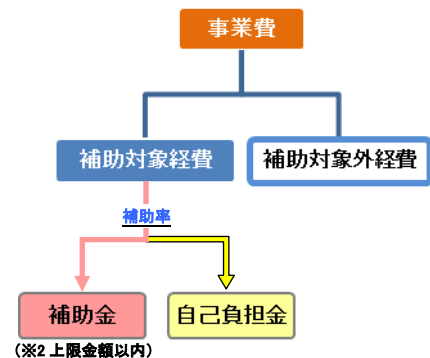 事業費
補助対象経費
補助対象外経費
補助率
補助金
自己負担金
(※2 上限金額以内)